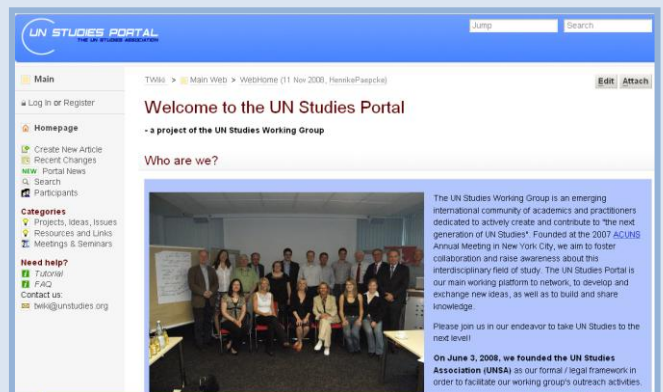 UN STUDIES PORTAL
THE UN STUDIES ASSOCIATION
Jump
Search
Main
Log In or Register
Homepage
Create New Article
Recent Changes
NEW Portal News
Search
Participants
Categories
Projects, Ideas, Issues
Resources and Links
Meetings & Seminars
Need help?
Tutorial
FAQ
Contact us:
twiki@unstudies.org
TWiki > Main Web > WebHome (11 Nov 2008, HenrikePaepcke)
Edit Attach
Welcome to the UN Studies Portal
- a project of the UN Studies Working Group
Who are we?
The UN Studies Working Group is an emerging
international community of academics and practitioners
dedicated to actively create and contribute to "the next
generation of UN Studies". Founded at the 2007 ACUNS
Annual Meeting in New York City, we aim to foster
collaboration and raise awareness about this
interdisciplinary field of study. The UN Studies Portal is
our main working platform to network, to develop and
exchange new ideas, as well as to build and share
knowledge.
Please join us in our endeavor to take UN Studies to the
next level!
On June 3, 2008, we founded the UN Studies
Association (UNSA) as our formal / legal framework in
order to facilitate our working group's outreach activities.